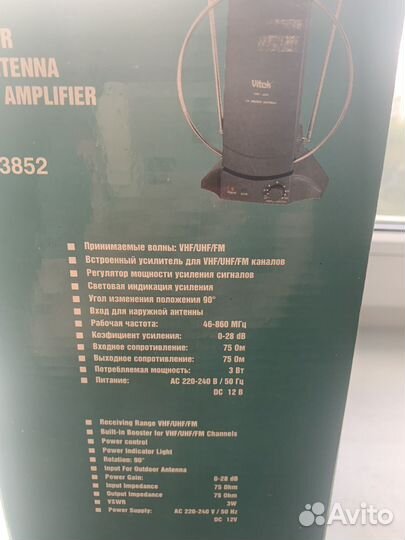 R
TENNA
AMPLIFIER
Vitek
3852
Принимаемые волны: VHF/UHF/FM
Встроенный усилитель для VHF/UHF/FM каналов
Регулятор мощности усиления сигналов
Световая индикация усиления
Угол изменения положения 90°
Вход для наружной антенны
Рабочая частота: 46-860 МГц
Коэфициент усиления: 0-28 dB
Входное сопротивление: 75 Ом
Выходное сопротивление: 75 Ом
Потребляемая мощность: 3 Вт
Питание: AC 220-240 В / 50 Гц
DC 12 В
Receiving Range VHF/UHF/FM
Built-in Booster for VHF/UHF/FM Channels
Power control
Power Indicator Light
Rotation: 90°
Input For Outdoor Antenna
Power Gain: 0-28 dB
Input Impedance 75 Ohm
Output Impedance 75 Ohm
VSWR 3W
Power Supply: AC 220-240 V / 50 Hz
DC 12V
Avito